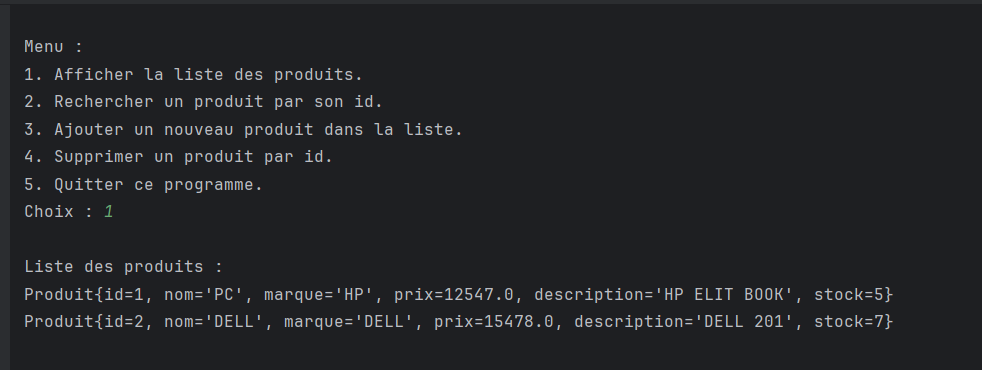 Menu :
1. Afficher la liste des produits.
2. Rechercher un produit par son id.
3. Ajouter un nouveau produit dans la liste.
4. Supprimer un produit par id.
5. Quitter ce programme.
Choix : 1
Liste des produits :
Produit{id=1, nom='PC', marque='HP', prix=12547.0, description='HP ELIT BOOK', stock=5}
Produit{id=2, nom='DELL', marque='DELL', prix=15478.0, description='DELL 201', stock=7}